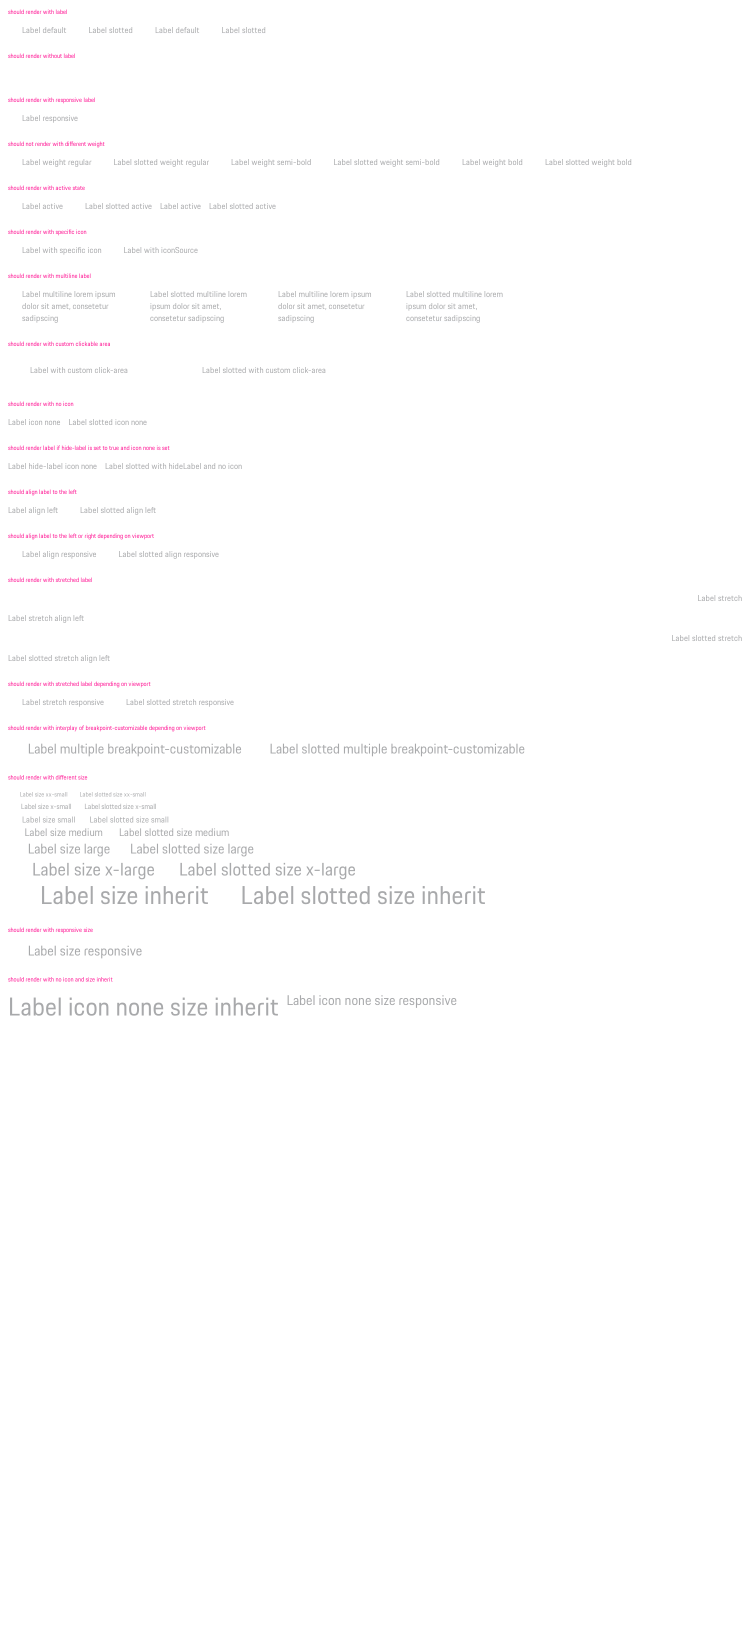 should render with label
Label default Label slotted Label default Label slotted
should render without label
should render with responsive label
Label responsive
should not render with different weight
Label weight regular Label slotted weight regular Label weight semi-bold Label slotted weight semi-bold Label weight bold Label slotted weight bold
should render with active state
Label active Label slotted active Label active Label slotted active
should render with specific icon
Label with specific icon Label with iconSource
should render with multiline label
Label multiline lorem ipsum Label slotted multiline lorem Label multiline lorem ipsum Label slotted multiline lorem
dolor sit amet, consetetur ipsum dolor sit amet, dolor sit amet, consetetur ipsum dolor sit amet,
sadipscing consetetur sadipscing sadipscing consetetur sadipscing
should render with custom clickable area
Label with custom click-area Label slotted with custom click-area
should render with no icon
Label icon none Label slotted icon none
should render label if hide-label is set to true and icon none is set
Label hide-label icon none Label slotted with hideLabel and no icon
should align label to the left
Label align left Label slotted align left
should align label to the left or right depending on viewport
Label align responsive Label slotted align responsive
should render with stretched label
Label stretch
Label stretch align left
Label slotted stretch
Label slotted stretch align left
should render with stretched label depending on viewport
Label stretch responsive Label slotted stretch responsive
should render with interplay of breakpoint-customizable depending on viewport
Label multiple breakpoint-customizable Label slotted multiple breakpoint-customizable
should render with different size
Label size xx-small Label slotted size xx-small
Label size x-small Label slotted size x-small
Label size small Label slotted size small
Label size medium Label slotted size medium
Label size large Label slotted size large
Label size x-large Label slotted size x-large
Label size inherit Label slotted size inherit
should render with responsive size
Label size responsive
should render with no icon and size inherit
Label icon none size inherit Label icon none size responsive